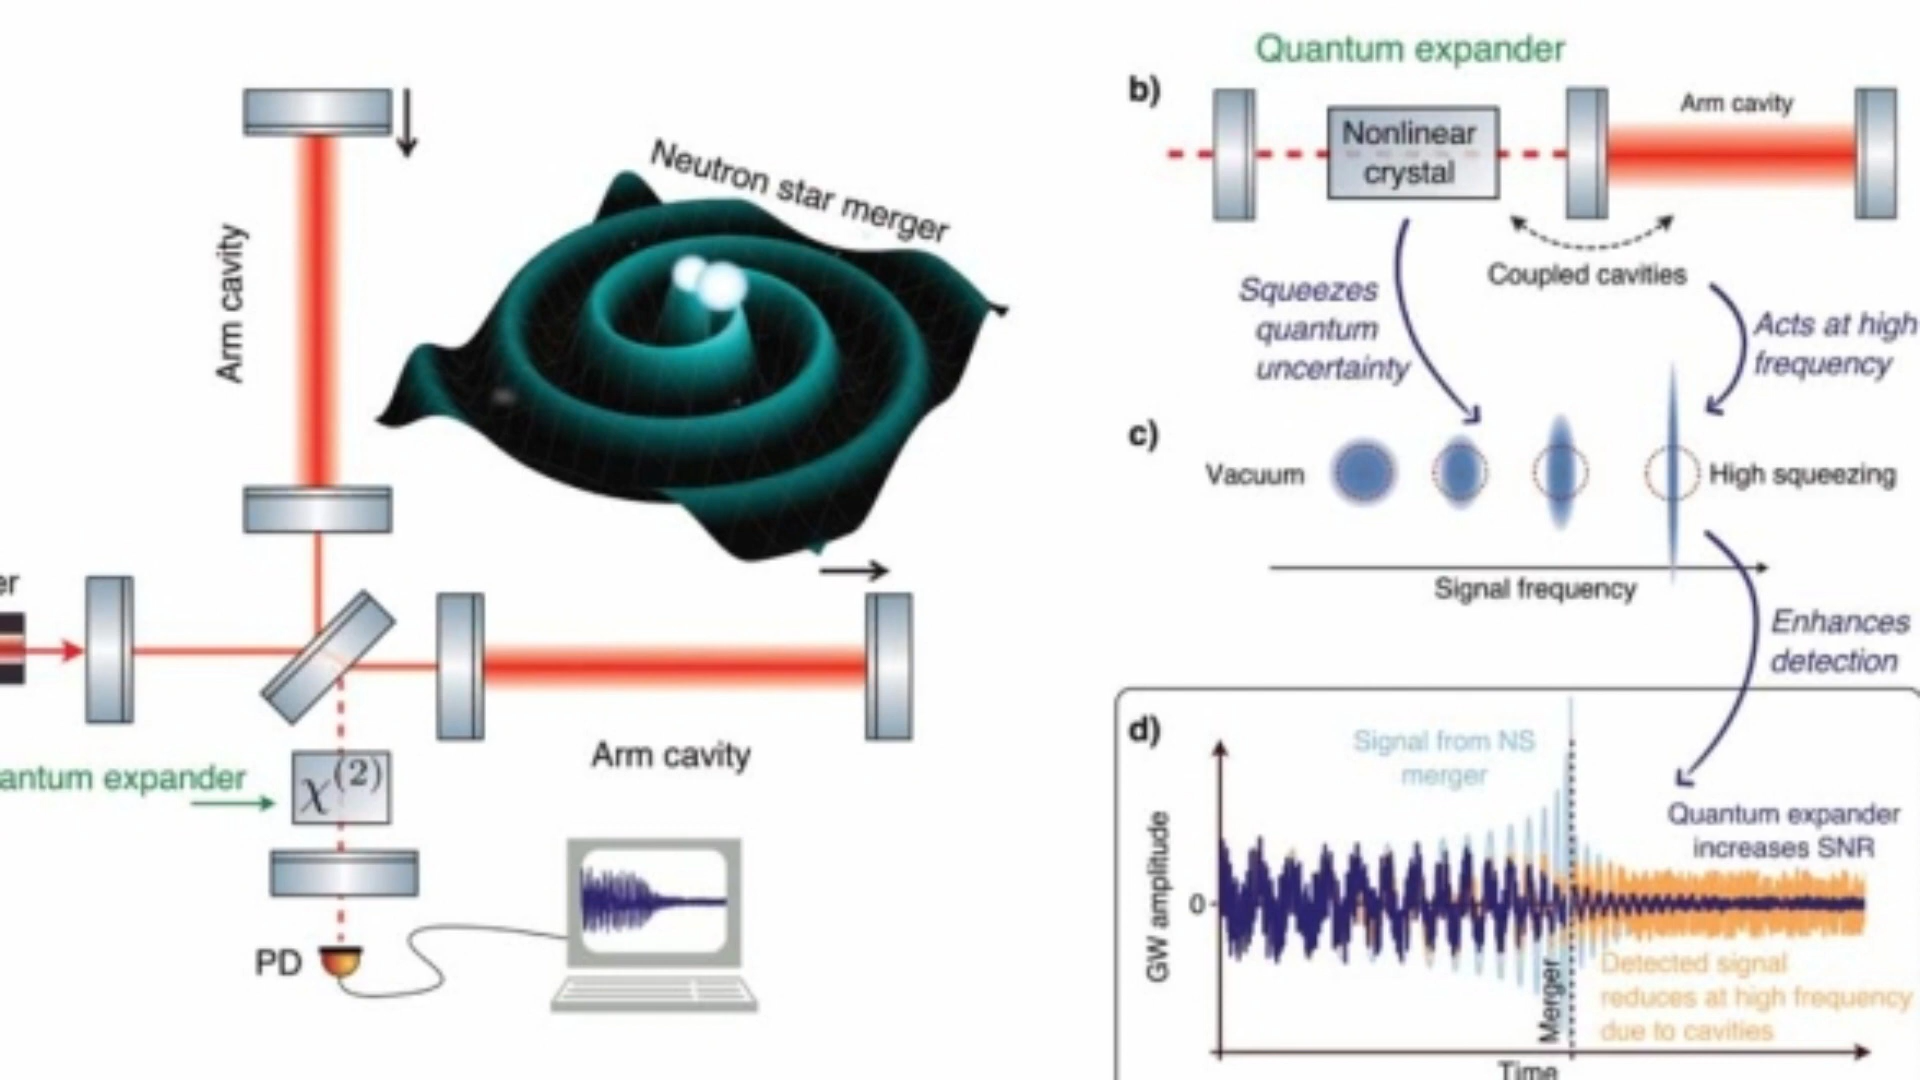 Neutron star merger
Arm cavity
er
Arm cavity
antum expander
χ(2)
PD
Quantum expander
b)
Nonlinear
crystal
Arm cavity
Coupled cavities
Squeezes
quantum
uncertainty
Acts at high
frequency
c)
Vacuum
High squeezing
Signal frequency
Enhances
detection
d)
Signal from NS
merger
Quantum expander
increases SNR
GW amplitude
0
Merger
Detected signal
reduces at high frequency
due to cavities
Time